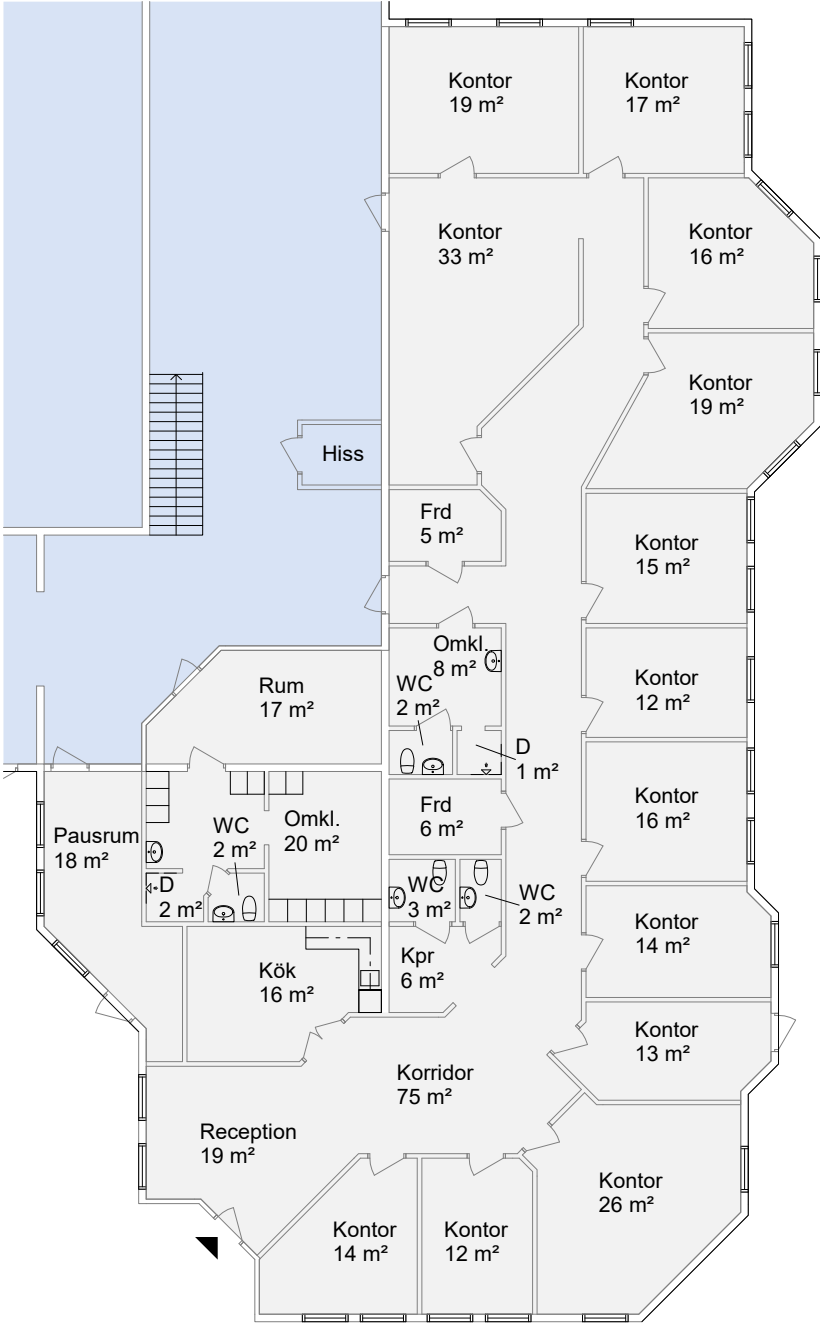 Kontor
19 m²
Kontor
17 m²
Kontor
33 m²
Kontor
16 m²
Kontor
19 m²
Hiss
Frd
5 m²
Kontor
15 m²
Omkl.
8 m²
WC
2 m²
Rum
17 m²
Kontor
12 m²
D
1 m²
Frd
6 m²
Kontor
16 m²
Pausrum
18 m²
WC
2 m²
Omkl.
20 m²
D
2 m²
WC
3 m²
WC
2 m²
Kontor
14 m²
Kök
16 m²
Kpr
6 m²
Kontor
13 m²
Korridor
75 m²
Reception
19 m²
Kontor
26 m²
Kontor
14 m²
Kontor
12 m²